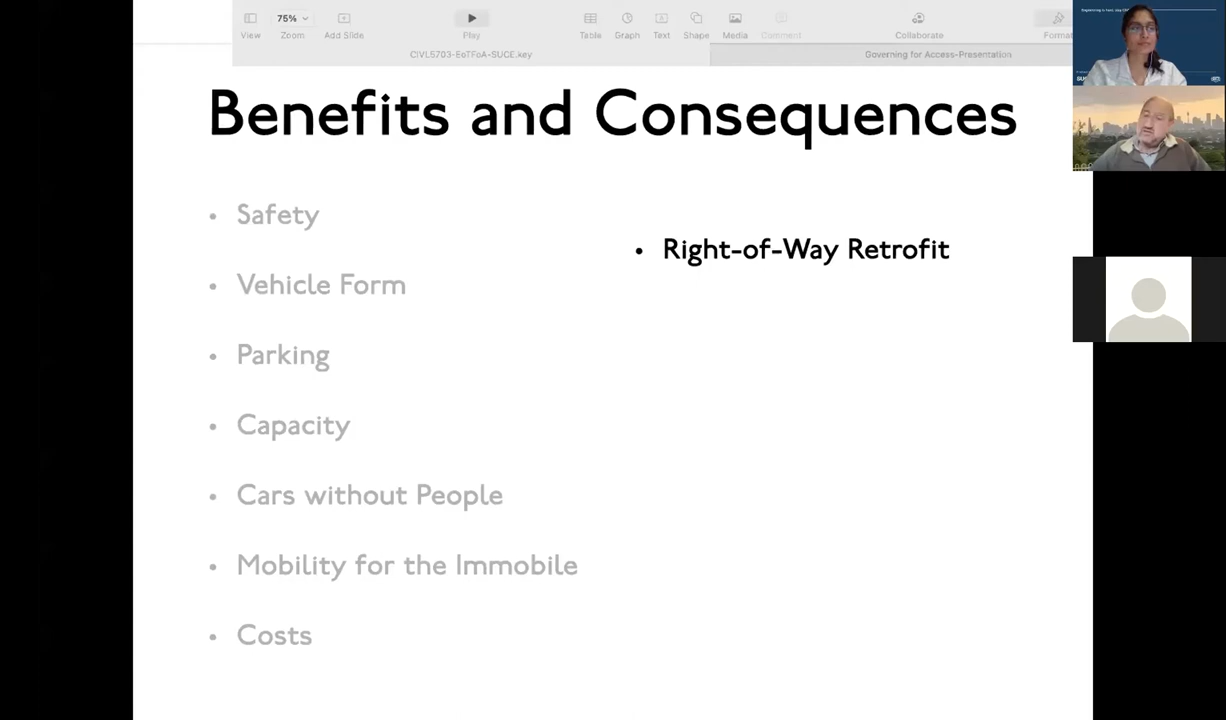 75%
View
Zoom
Add Slide
Play
Table
Graph
Text
Shape
Media
Comment
Collaborate
Format
CIVL5703-EoTFoA-SUCE.key
Governing for Access-Presentation
Benefits and Consequences
• Safety
• Vehicle Form
• Parking
• Capacity
• Cars without People
• Mobility for the Immobile
• Costs
• Right-of-Way Retrofit